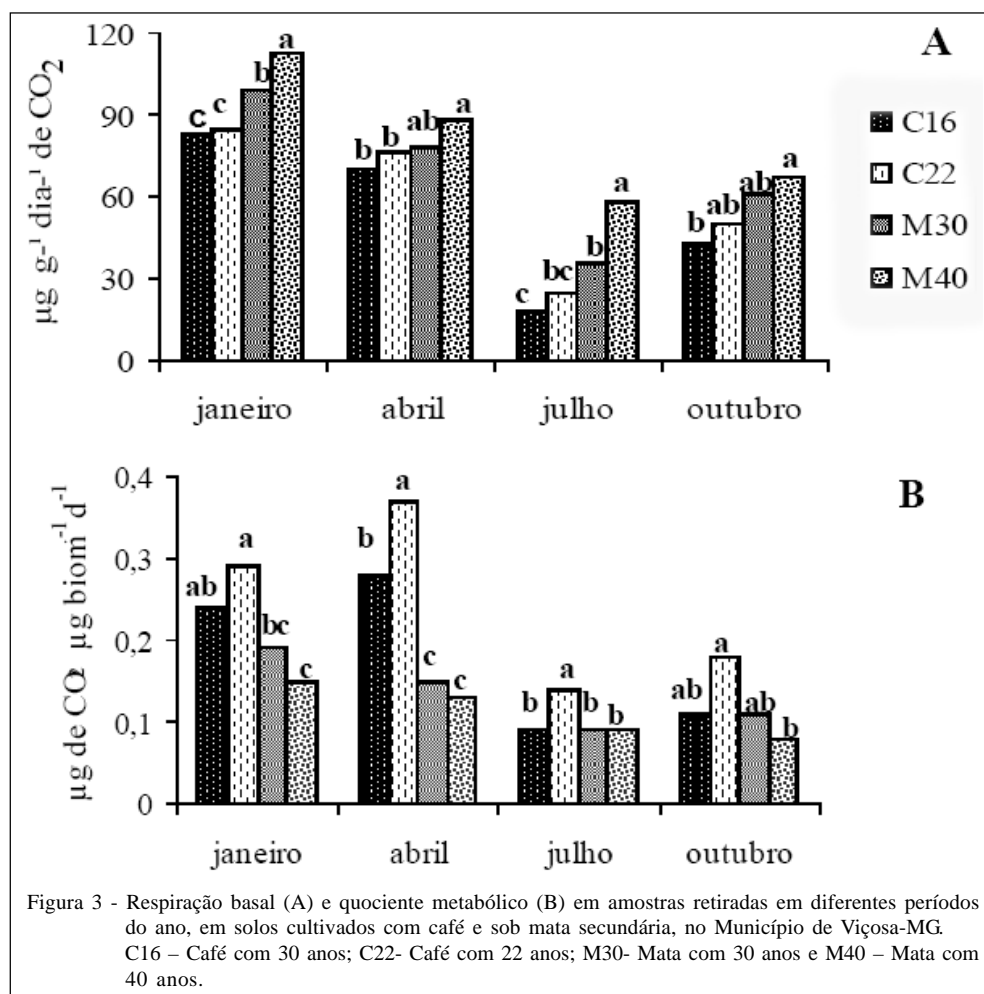 120
90
60
30
0
µg g-¹ dia-¹ de CO₂
c c b a
b b ab a
c bc b a
b ab ab a
janeiro abril julho outubro
A
C16
C22
M30
M40
0,4
0,3
0,2
0,1
0
µg de CO₂ µg biom⁻¹ d⁻¹
ab a bc c
b a c c
b a b b
ab a ab b
janeiro abril julho outubro
B
Figura 3 - Respiração basal (A) e quociente metabólico (B) em amostras retiradas em diferentes períodos
do ano, em solos cultivados com café e sob mata secundária, no Município de Viçosa-MG.
C16 – Café com 30 anos; C22- Café com 22 anos; M30- Mata com 30 anos e M40 – Mata com
40 anos.